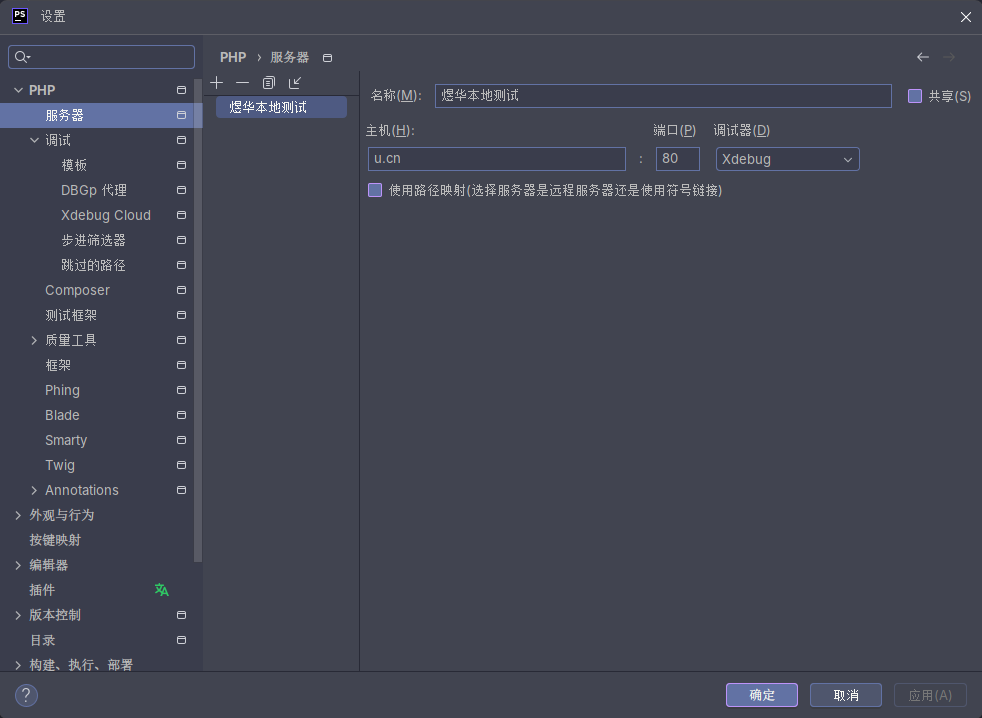 PS 设置
PHP › 服务器
PHP
服务器
调试
模板
DBGp 代理
Xdebug Cloud
步进筛选器
跳过的路径
Composer
测试框架
质量工具
框架
Phing
Blade
Smarty
Twig
Annotations
外观与行为
按键映射
编辑器
插件
版本控制
目录
构建、执行、部署
煜华本地测试
名称(M): 煜华本地测试 共享(S)
主机(H): 端口(P) 调试器(D)
u.cn : 80 Xdebug
使用路径映射(选择服务器是远程服务器还是使用符号链接)
? 确定 取消 应用(A)